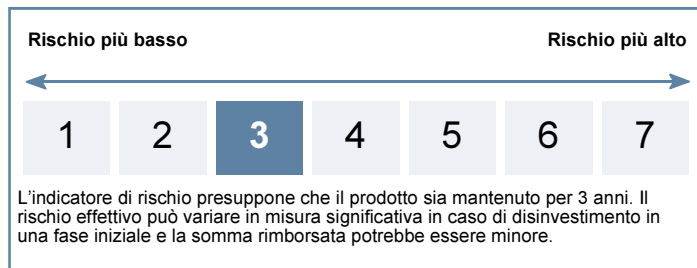 Rischio più basso Rischio più alto
1 2 3 4 5 6 7
L'indicatore di rischio presuppone che il prodotto sia mantenuto per 3 anni. Il
rischio effettivo può variare in misura significativa in caso di disinvestimento in
una fase iniziale e la somma rimborsata potrebbe essere minore.